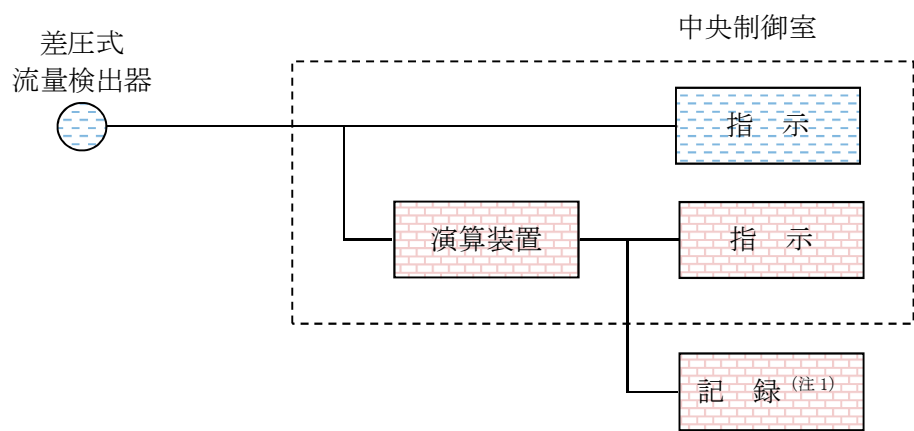 中央制御室
差圧式
流量検出器
指　示
演算装置
指　示
記　録(注1)